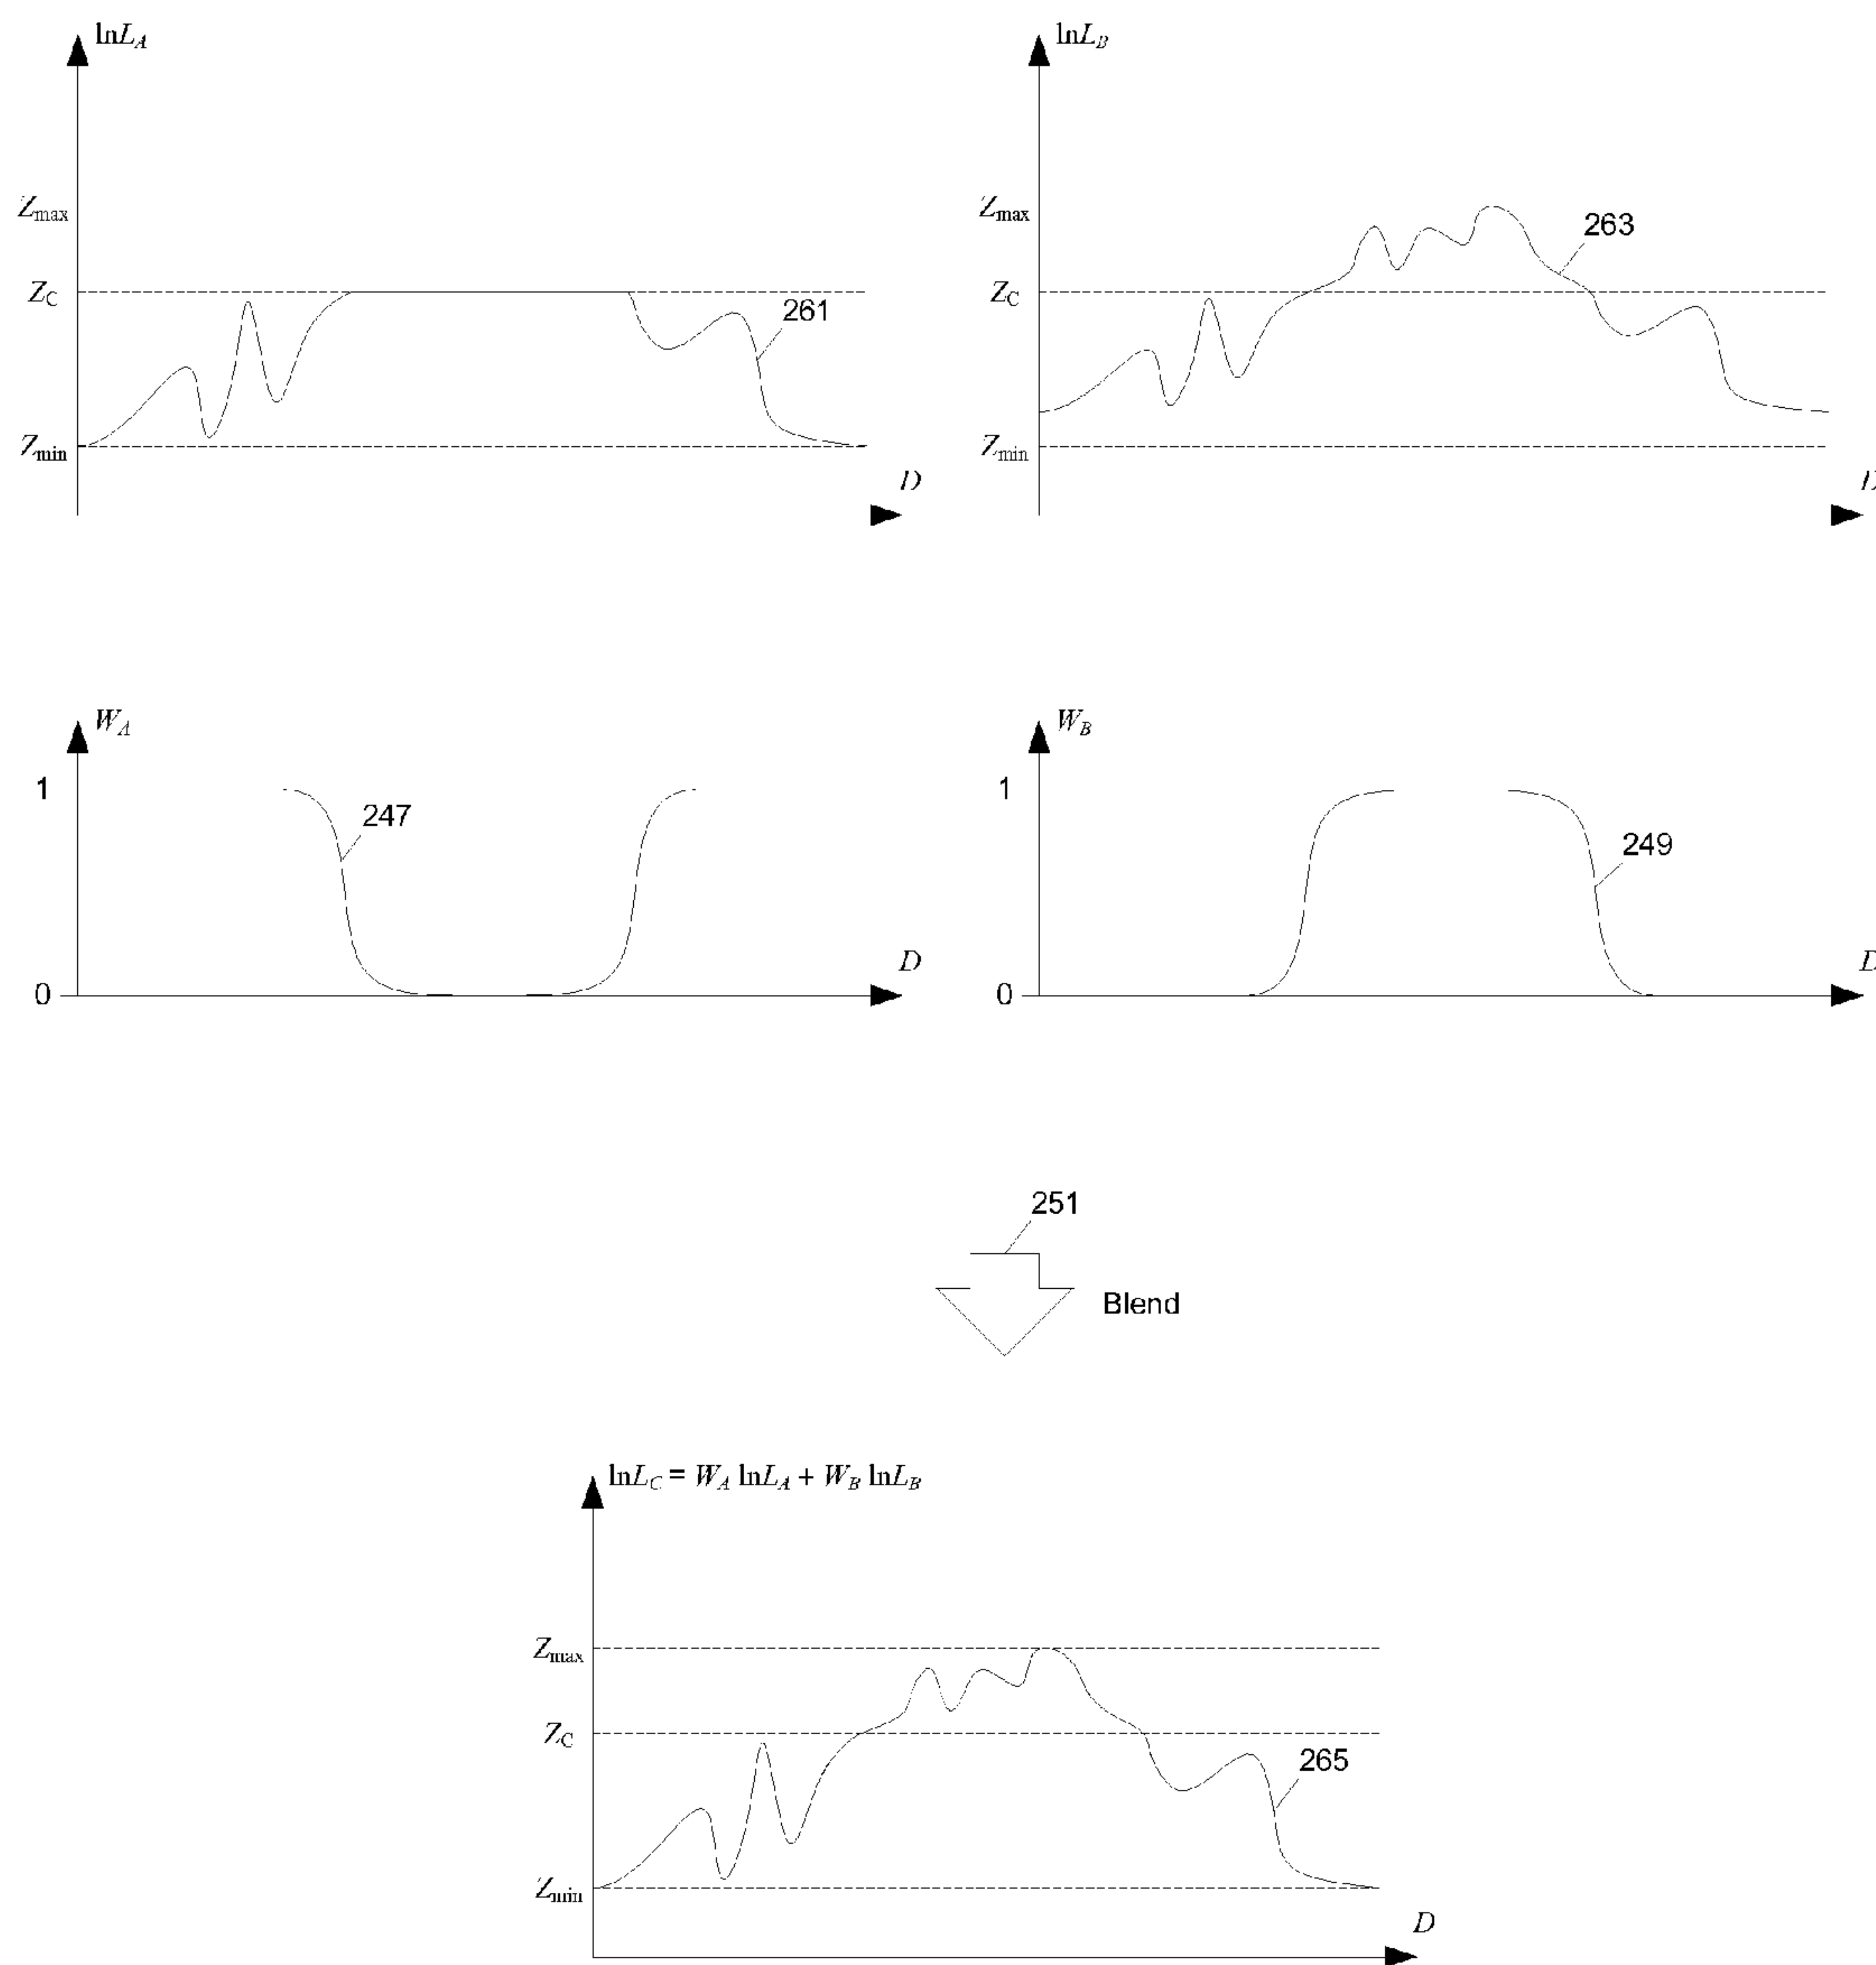 lnL_A
Z_max
Z_C
261
Z_min
D
lnL_B
Z_max
263
Z_C
Z_min
D
W_A
1
247
D
0
W_B
1
249
D
0
251
Blend
lnL_C = W_A lnL_A + W_B lnL_B
Z_max
Z_C
265
Z_min
D